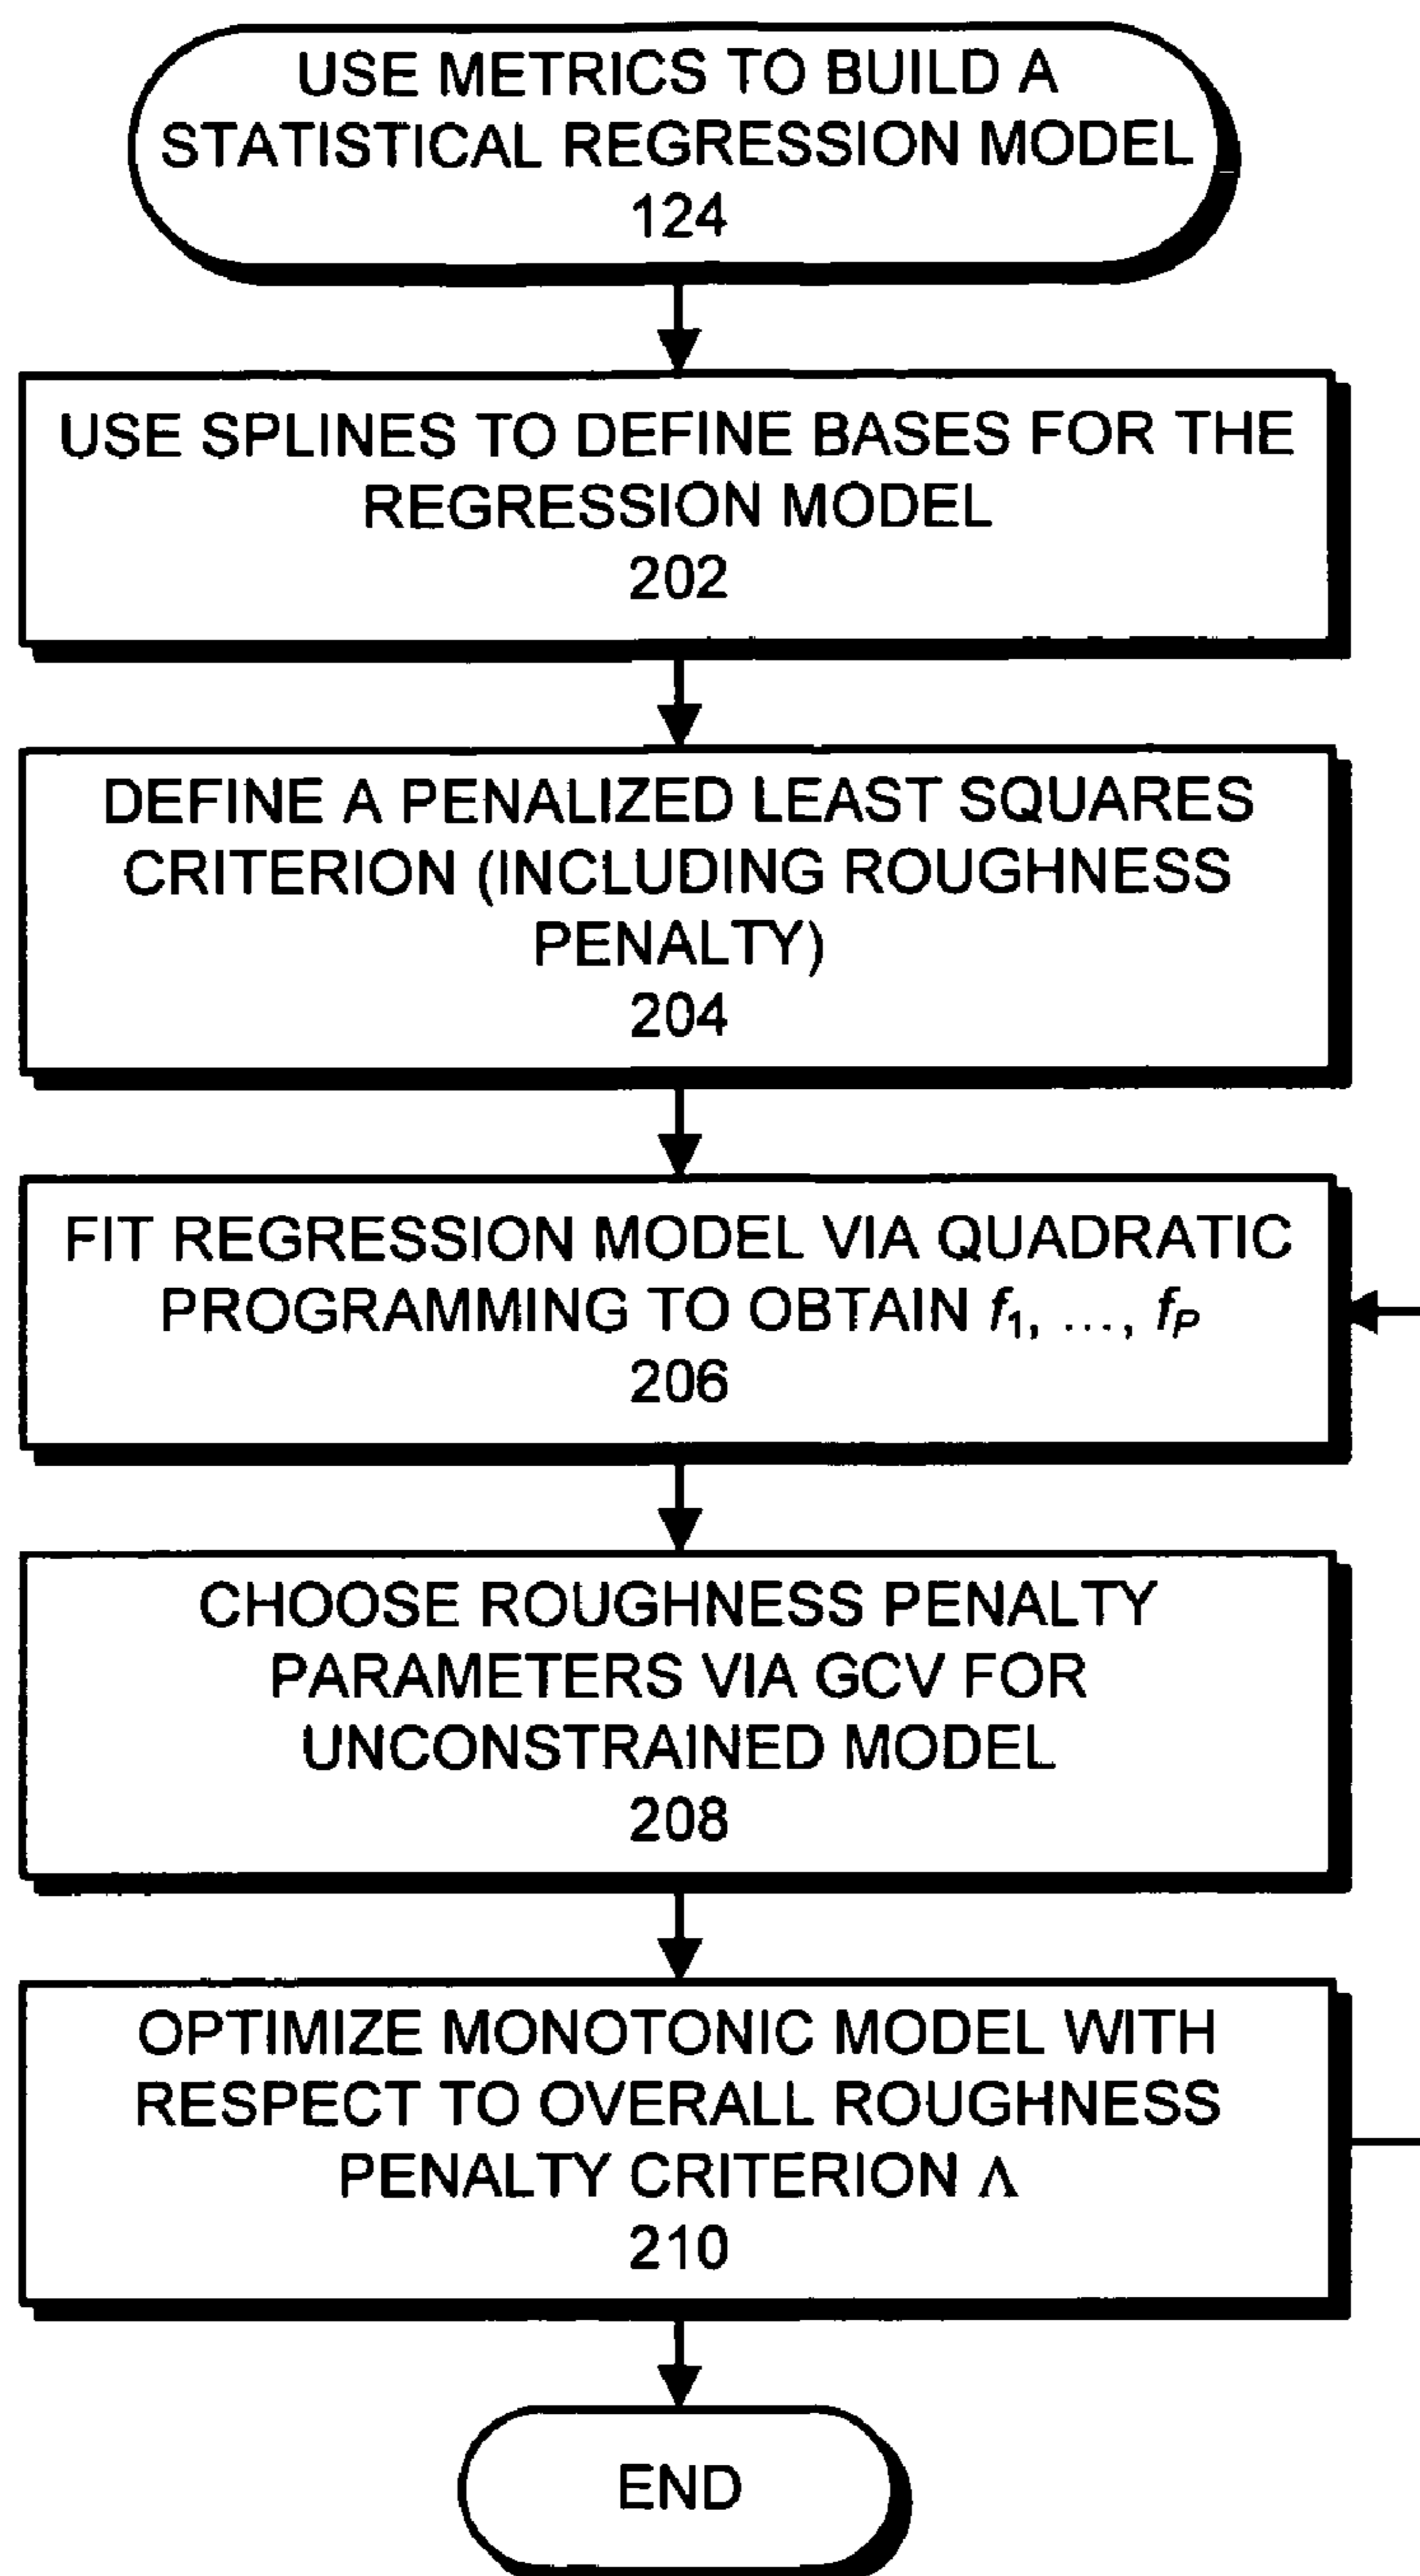 USE METRICS TO BUILD A
STATISTICAL REGRESSION MODEL
124
USE SPLINES TO DEFINE BASES FOR THE
REGRESSION MODEL
202
DEFINE A PENALIZED LEAST SQUARES
CRITERION (INCLUDING ROUGHNESS
PENALTY)
204
FIT REGRESSION MODEL VIA QUADRATIC
PROGRAMMING TO OBTAIN f₁, ..., fₚ
206
CHOOSE ROUGHNESS PENALTY
PARAMETERS VIA GCV FOR
UNCONSTRAINED MODEL
208
OPTIMIZE MONOTONIC MODEL WITH
RESPECT TO OVERALL ROUGHNESS
PENALTY CRITERION Λ
210
END